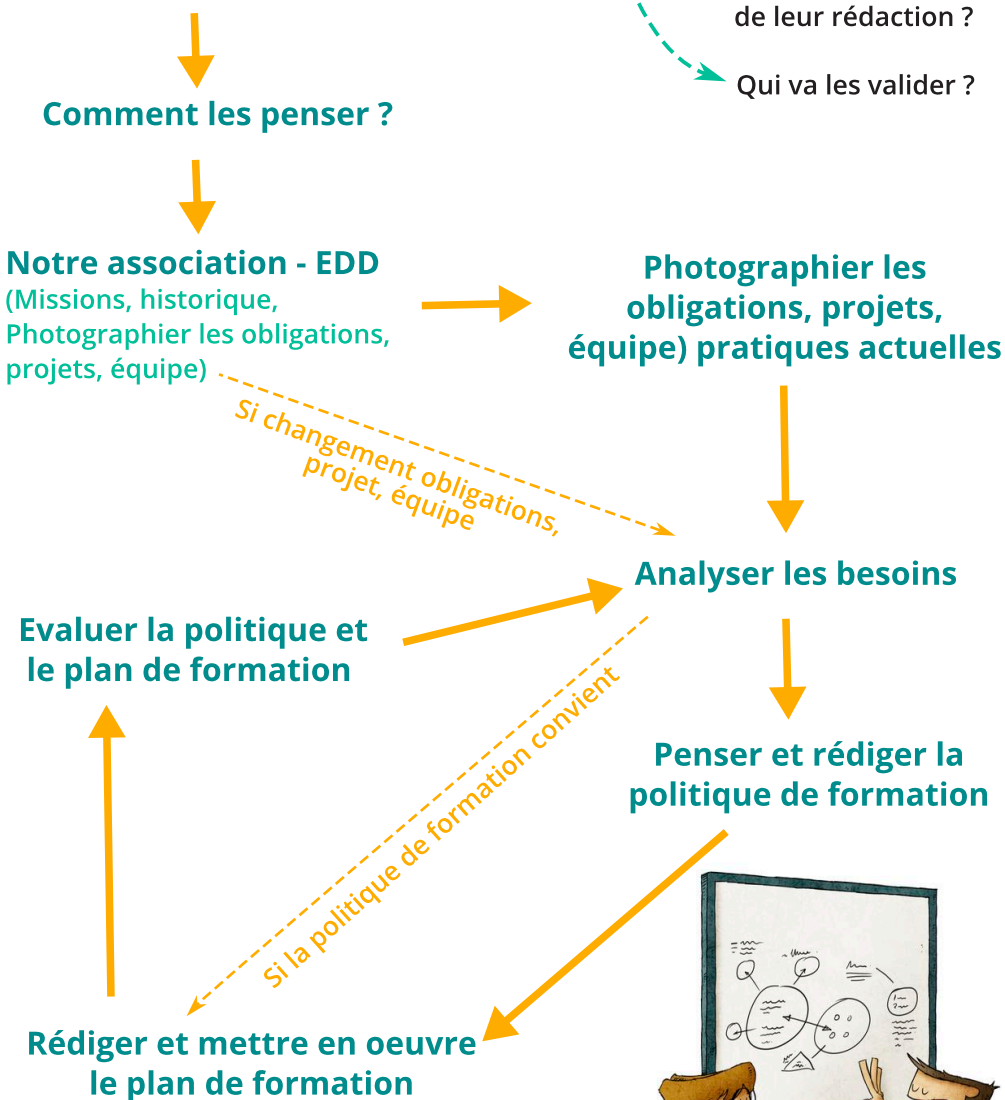 de leur rédaction ?
Qui va les valider ?
Comment les penser ?
Notre association - EDD
(Missions, historique,
Photographier les obligations,
projets, équipe)
Photographier les
obligations, projets,
équipe) pratiques actuelles
Si changement obligations,
projet, équipe
Analyser les besoins
Evaluer la politique et
le plan de formation
Si la politique de formation convient
Penser et rédiger la
politique de formation
Rédiger et mettre en oeuvre
le plan de formation